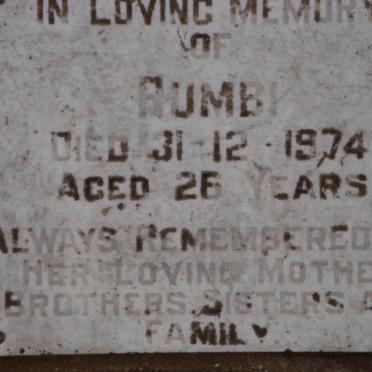 IN LOVING MEMORY
OF
RUMBI
DIED 31-12-1974
AGED 26 YEARS
ALWAYS REMEMBERED
HER LOVING MOTHE
BROTHERS. SISTERS
FAMILY.